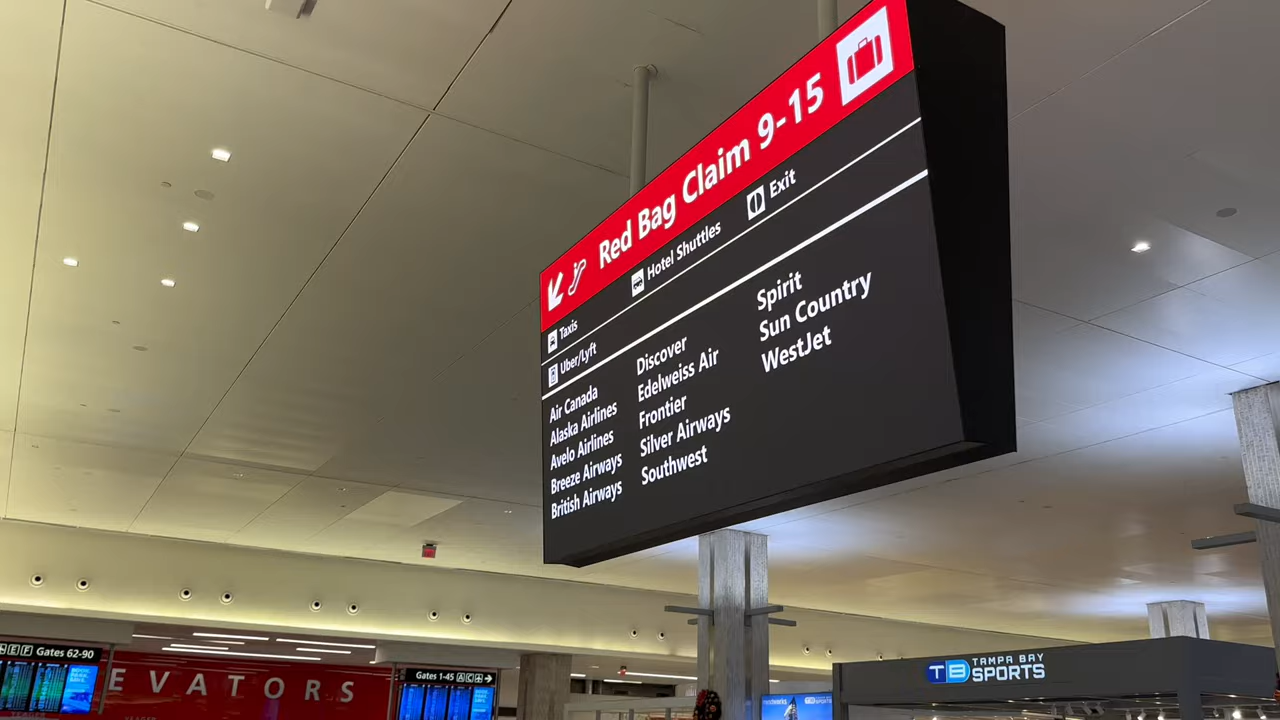 Red Bag Claim 9-15
Taxis
Hotel Shuttles
Exit
Uber/Lyft
Air Canada
Alaska Airlines
Avelo Airlines
Breeze Airways
British Airways
Discover
Edelweiss Air
Frontier
Silver Airways
Southwest
Spirit
Sun Country
WestJet
E F Gates 62-90
EVATORS
Gates 1-45 A C E
TB TAMPA BAY
SPORTS